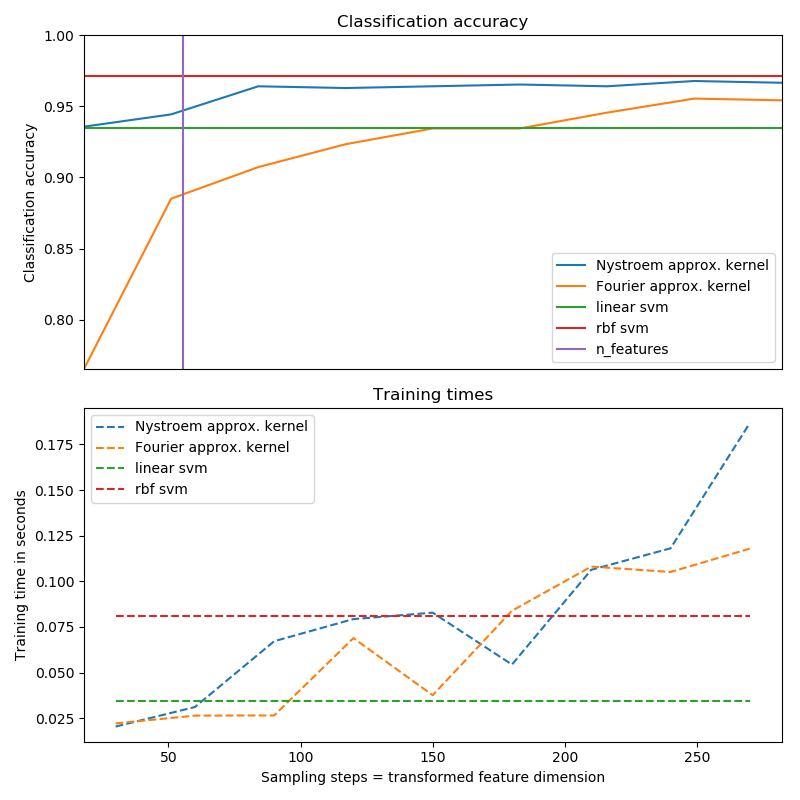 Classification accuracy
1.00
0.95
0.90
0.85
0.80
Classification accuracy
Nystroem approx. kernel
Fourier approx. kernel
linear svm
rbf svm
n_features
Training times
Nystroem approx. kernel
Fourier approx. kernel
linear svm
rbf svm
0.175
0.150
0.125
0.100
0.075
0.050
0.025
Training time in seconds
50
100
150
200
250
Sampling steps = transformed feature dimension